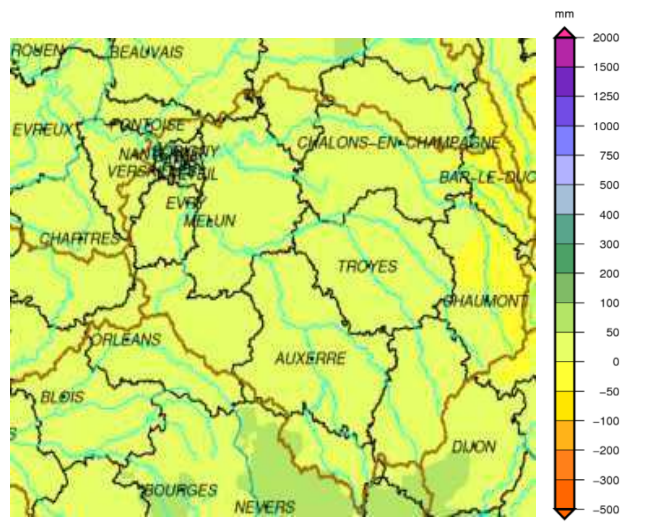 mm
ROUEN
BEAUVAIS
EVREUX
PONTOISE
CHALONS-EN-CHAMPAGNE
BAR-LE-DUC
EVRY
MELUN
CHARTRES
TROYES
CHAUMONT
ORLEANS
AUXERRE
BLOIS
DIJON
BOURGES
NEVERS
2000
1500
1250
1000
750
500
400
300
200
100
50
0
-50
-100
-200
-300
-500